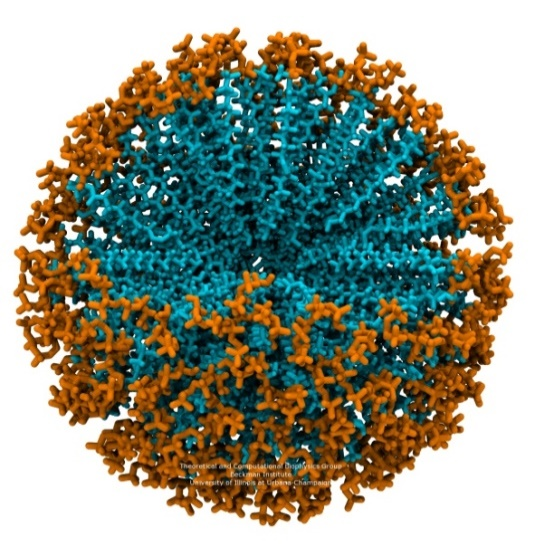 Theoretical and Computational Biophysics Group
Beckman Institute
University of Illinois at Urbana-Champaign